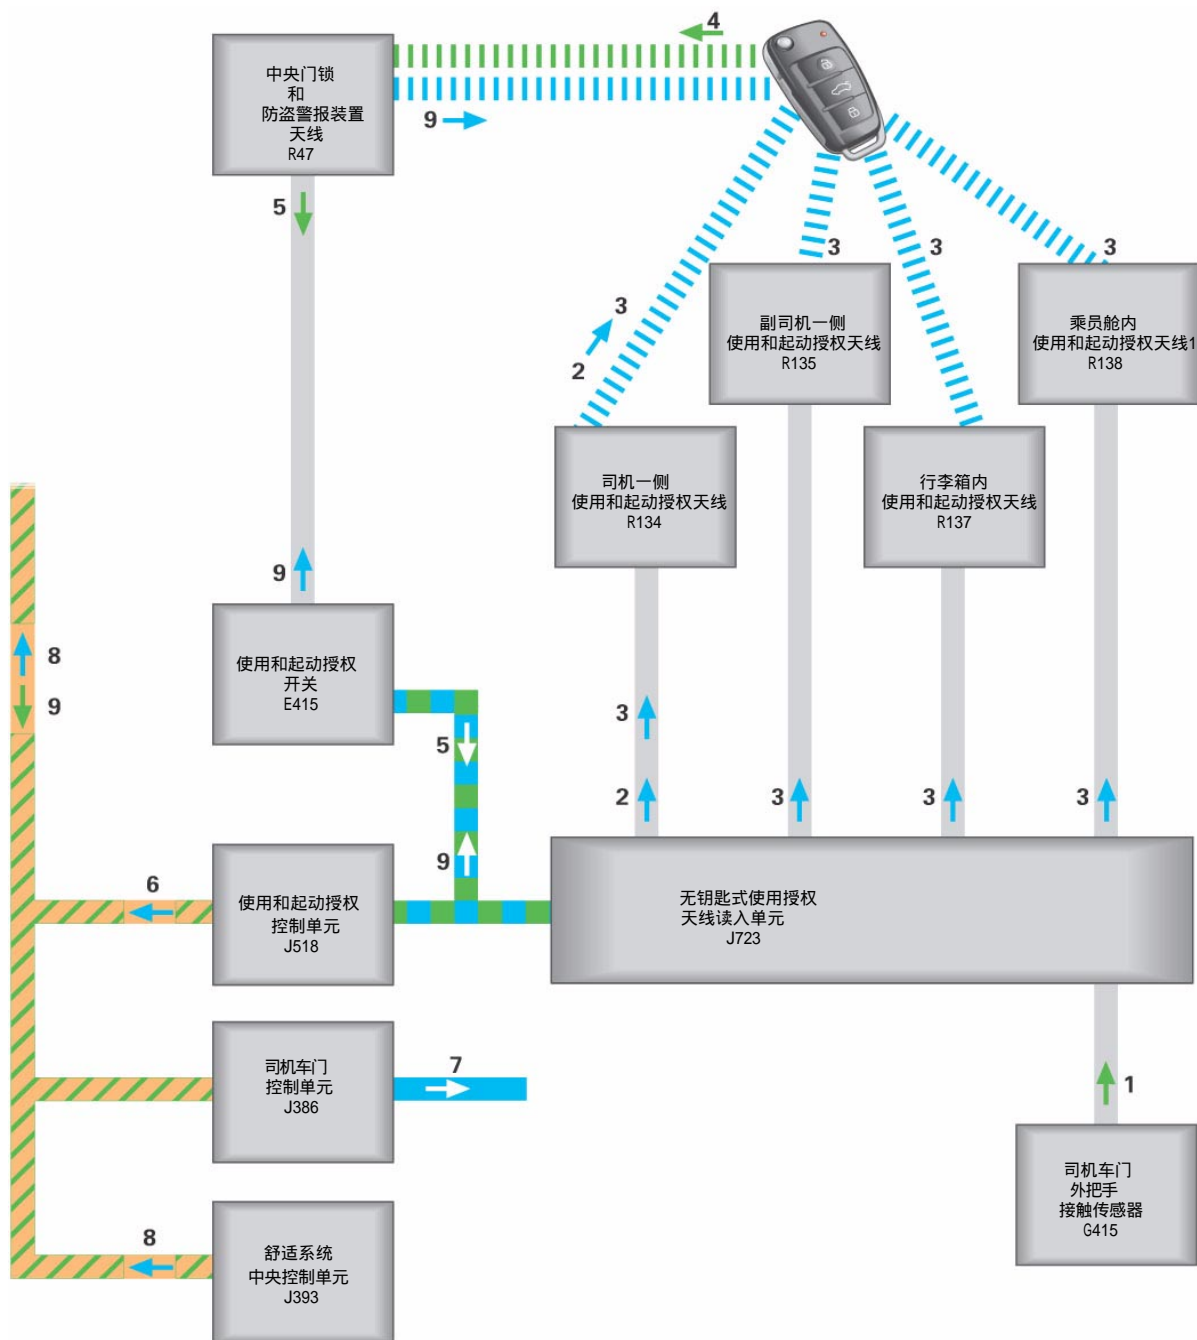 4
中央门锁
和
防盗警报装置
天线
R47
9
5
3
3
3
3
2
副司机一侧
使用和起动授权天线
R135
乘员舱内
使用和起动授权天线1
R138
司机一侧
使用和起动授权天线
R134
行李箱内
使用和起动授权天线
R137
9
使用和起动授权
开关
E415
8
9
5
3
2
3
3
3
9
6
使用和起动授权
控制单元
J518
无钥匙式使用授权
天线读入单元
J723
司机车门
控制单元
J386
7
1
司机车门
外把手
接触传感器
G415
8
舒适系统
中央控制单元
J393